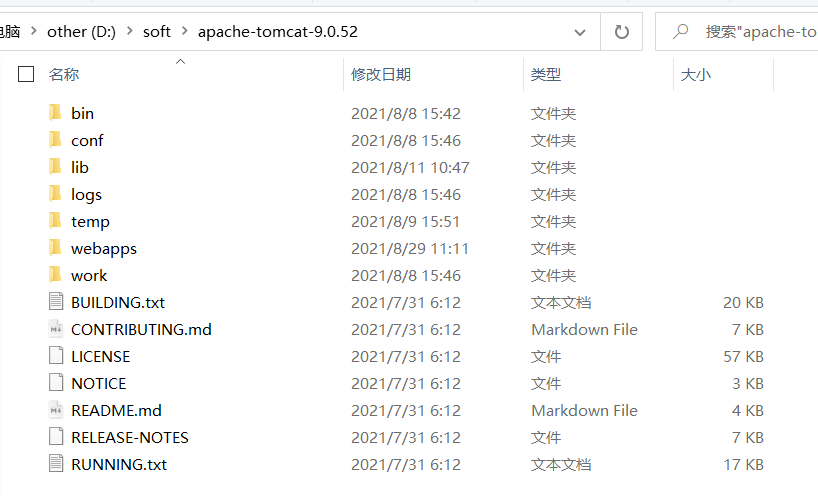 电脑 > other (D:) > soft > apache-tomcat-9.0.52 搜索"apache-to
名称 修改日期 类型 大小
bin 2021/8/8 15:42 文件夹
conf 2021/8/8 15:46 文件夹
lib 2021/8/11 10:47 文件夹
logs 2021/8/8 15:46 文件夹
temp 2021/8/9 15:51 文件夹
webapps 2021/8/29 11:11 文件夹
work 2021/8/8 15:46 文件夹
BUILDING.txt 2021/7/31 6:12 文本文档 20 KB
CONTRIBUTING.md 2021/7/31 6:12 Markdown File 7 KB
LICENSE 2021/7/31 6:12 文件 57 KB
NOTICE 2021/7/31 6:12 文件 3 KB
README.md 2021/7/31 6:12 Markdown File 4 KB
RELEASE-NOTES 2021/7/31 6:12 文件 7 KB
RUNNING.txt 2021/7/31 6:12 文本文档 17 KB